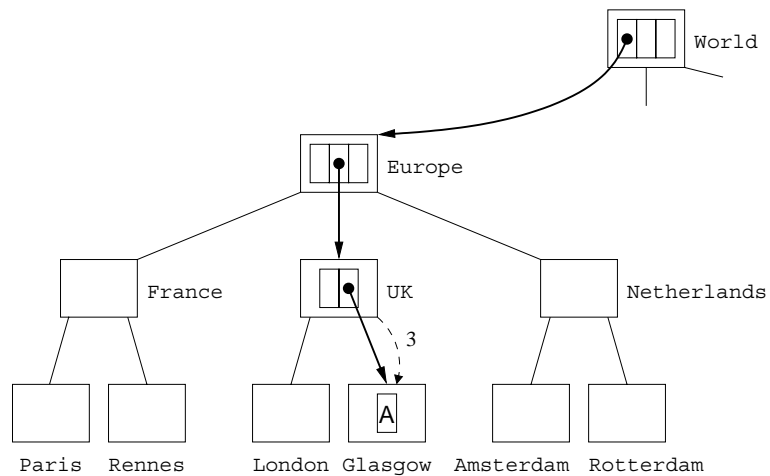 World
Europe
France
UK
Netherlands
3
A
Paris
Rennes
London
Glasgow
Amsterdam
Rotterdam